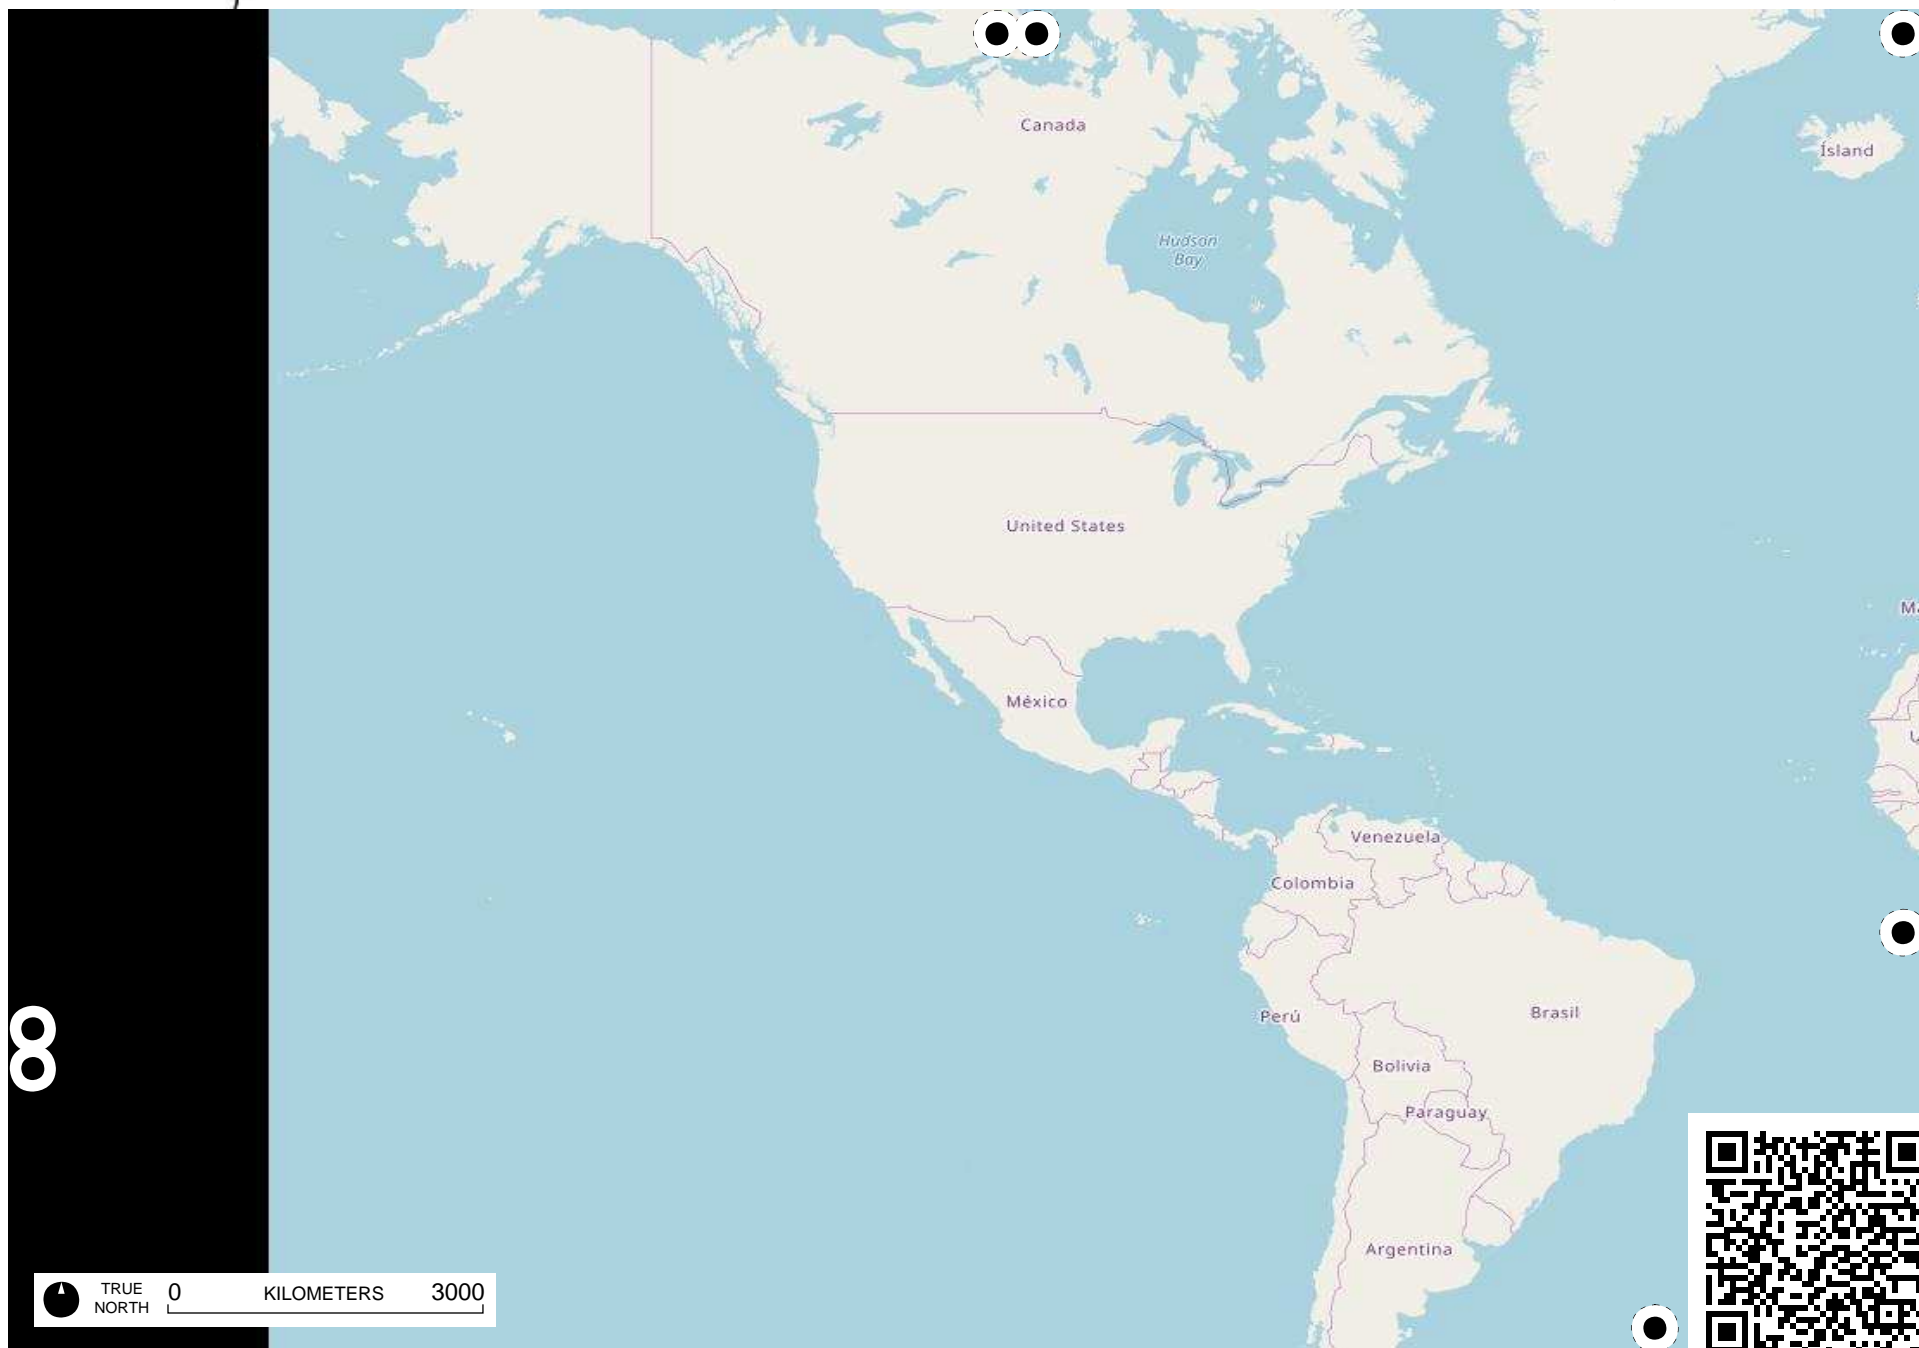 Canada
Ísland
Hudson
Bay
United States
México
Venezuela
Colombia
Perú
Brasil
Bolivia
Paraguay
Argentina
TRUE
NORTH
0 KILOMETERS 3000